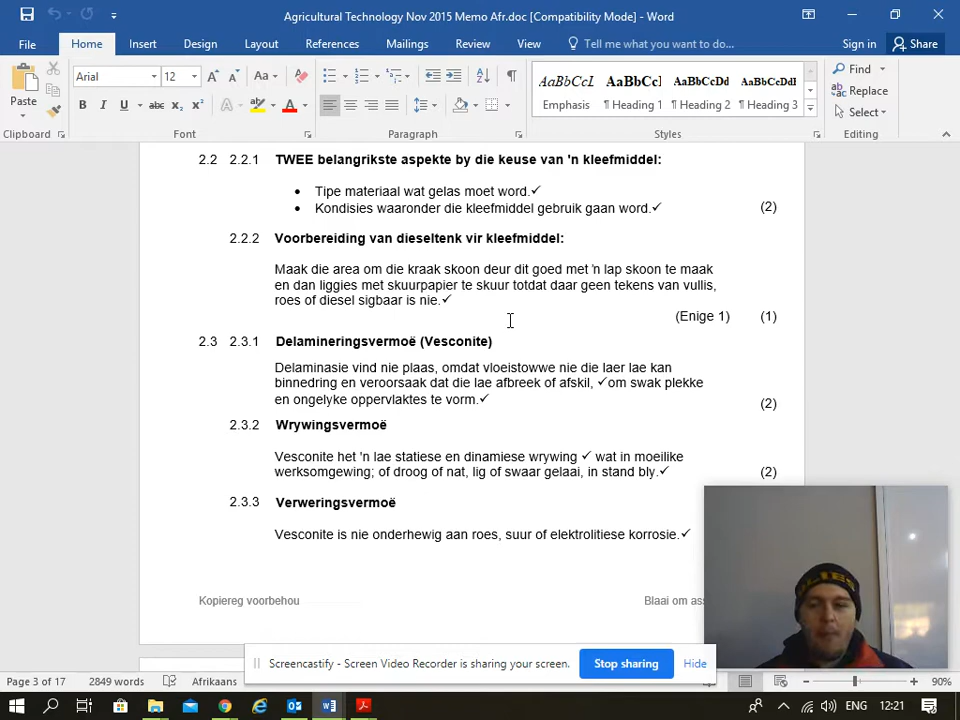 Agricultural Technology Nov 2015 Memo Afr.doc [Compatibility Mode] - Word
File Home Insert Design Layout References Mailings Review View Tell me what you want to do... Sign in Share
Paste
Arial 12
AaBbCcL AaBbCcI AaBbCcDd AaBbCcDdI
Emphasis ¶ Heading 1 ¶ Heading 2 ¶ Heading 3
Find
Replace
Select
Clipboard Font Paragraph Styles Editing
2.2 2.2.1 TWEE belangrikste aspekte by die keuse van 'n kleefmiddel:
• Tipe materiaal wat gelas moet word.✓
• Kondisies waaronder die kleefmiddel gebruik gaan word.✓ (2)
2.2.2 Voorbereiding van dieseltenk vir kleefmiddel:
Maak die area om die kraak skoon deur dit goed met 'n lap skoon te maak
en dan liggies met skuurpapier te skuur totdat daar geen tekens van vullis,
roes of diesel sigbaar is nie.✓
(Enige 1) (1)
2.3 2.3.1 Delamineringsvermoë (Vesconite)
Delaminasie vind nie plaas, omdat vloeistowwe nie die laer lae kan
binnedring en veroorsaak dat die lae afbreek of afskil, ✓om swak plekke
en ongelyke oppervlaktes te vorm.✓ (2)
2.3.2 Wrywingsvermoë
Vesconite het 'n lae statiese en dinamiese wrywing ✓ wat in moeilike
werksomgewing; of droog of nat, lig of swaar gelaai, in stand bly.✓ (2)
2.3.3 Verweringsvermoë
Vesconite is nie onderhewig aan roes, suur of elektrolitiese korrosie.✓
Kopiereg voorbehou Blaai om
Screencastify - Screen Video Recorder is sharing your screen. Stop sharing Hide
Page 3 of 17 2849 words Afrikaans 90%
ENG 12:21